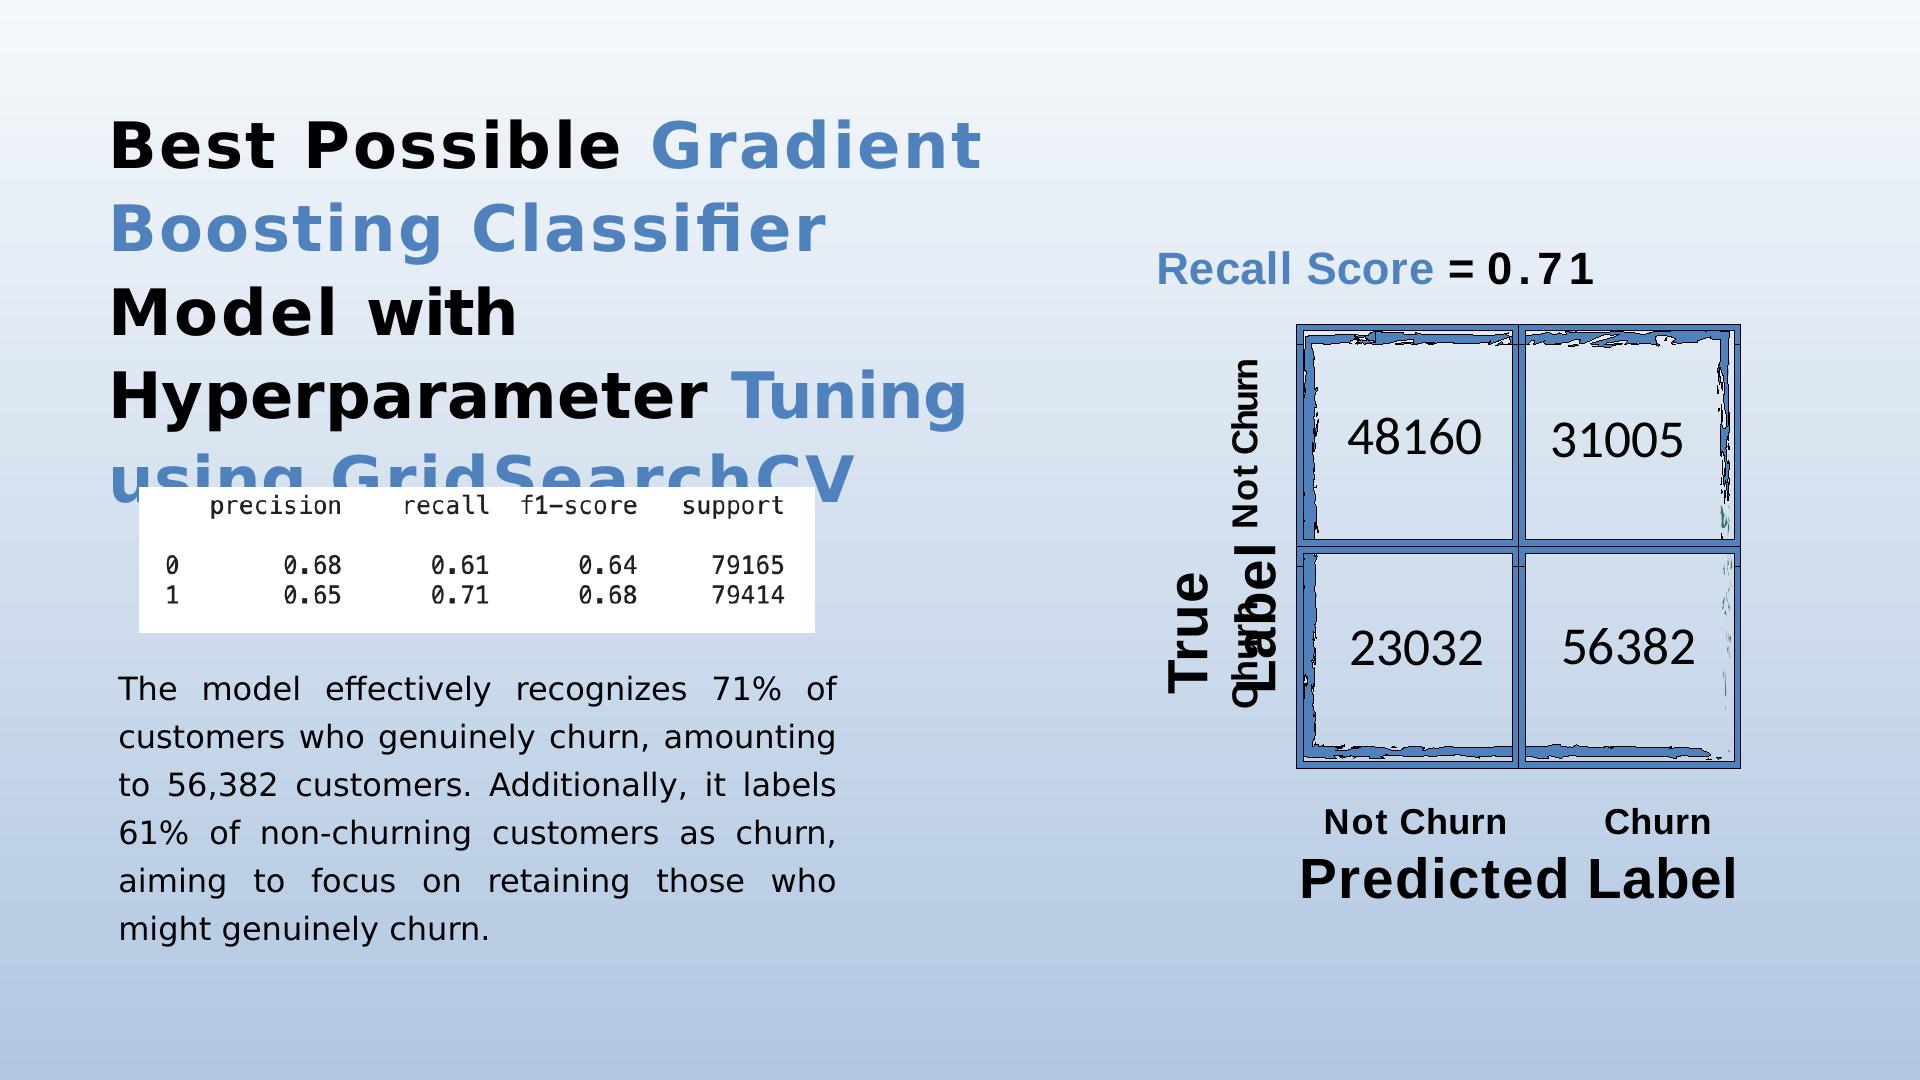 Best Possible Gradient
Boosting Classifier
Model with
Hyperparameter Tuning
using GridSearchCV
precision recall f1-score support
0 0.68 0.61 0.64 79165
1 0.65 0.71 0.68 79414
The model effectively recognizes 71% of
customers who genuinely churn, amounting
to 56,382 customers. Additionally, it labels
61% of non-churning customers as churn,
aiming to focus on retaining those who
might genuinely churn.
Recall Score = 0.71
True
Label
Not Churn
Churn
48160 31005
23032 56382
Not Churn Churn
Predicted Label